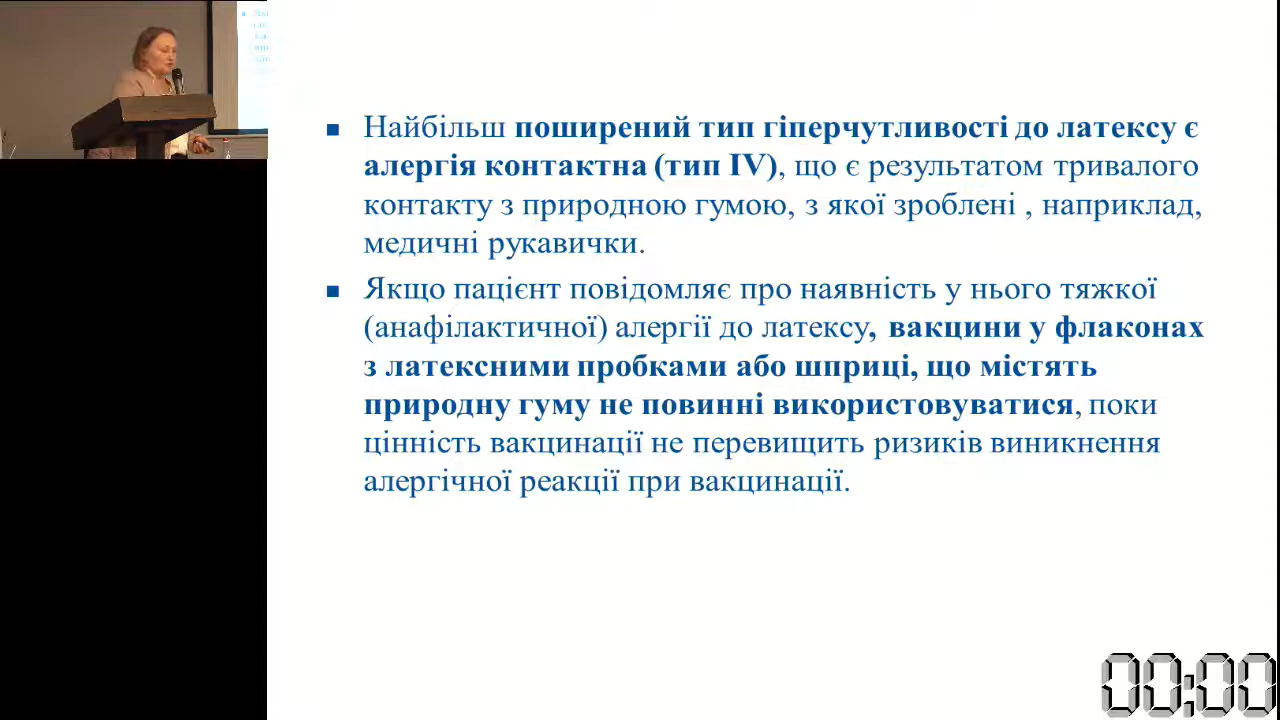 Найбільш поширений тип гіперчутливості до латексу є
алергія контактна (тип IV), що є результатом тривалого
контакту з природною гумою, з якої зроблені , наприклад,
медичні рукавички.
Якщо пацієнт повідомляє про наявність у нього тяжкої
(анафілактичної) алергії до латексу, вакцини у флаконах
з латексними пробками або шприці, що містять
природну гуму не повинні використовуватися, поки
цінність вакцинації не перевищить ризиків виникнення
алергічної реакції при вакцинації.
00:00